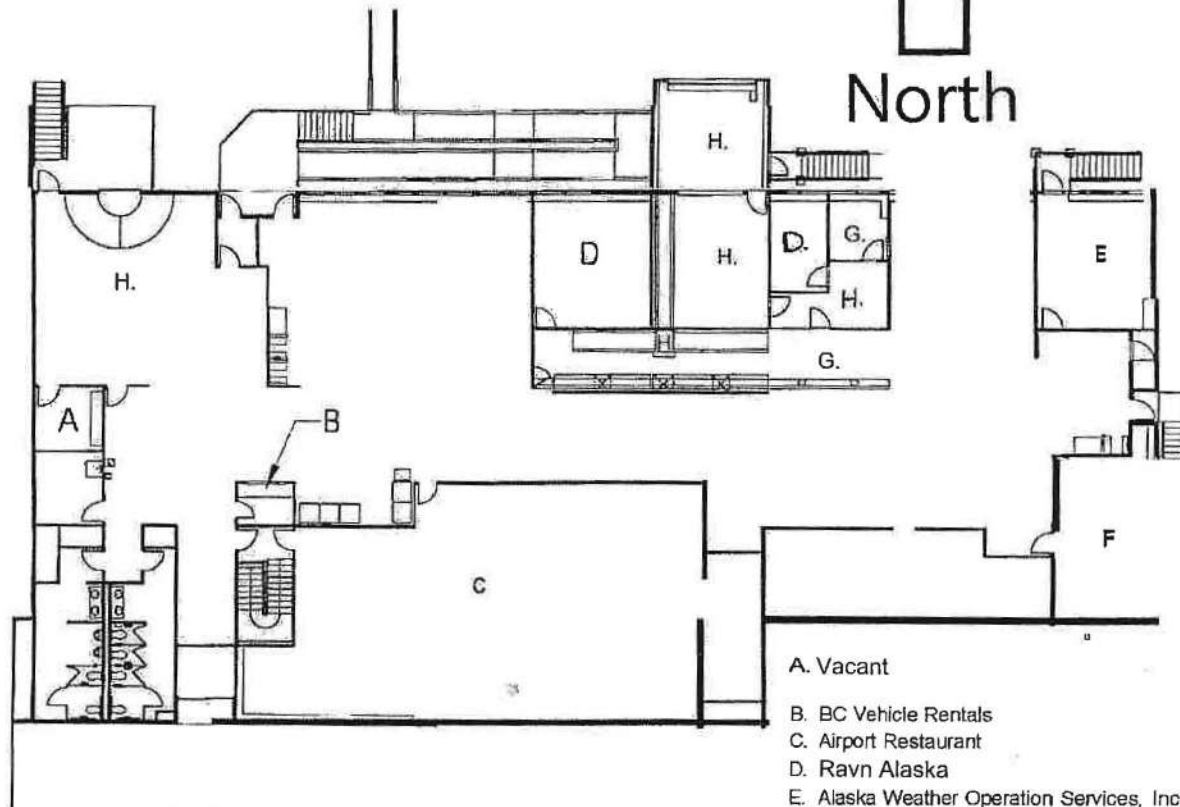 North
H.
D
H.
D.
G.
H.
H.
E
H.
G.
A
B
F
C
A. Vacant
B. BC Vehicle Rentals
C. Airport Restaurant
D. Ravn Alaska
E. Alaska Weather Operation Services, Inc